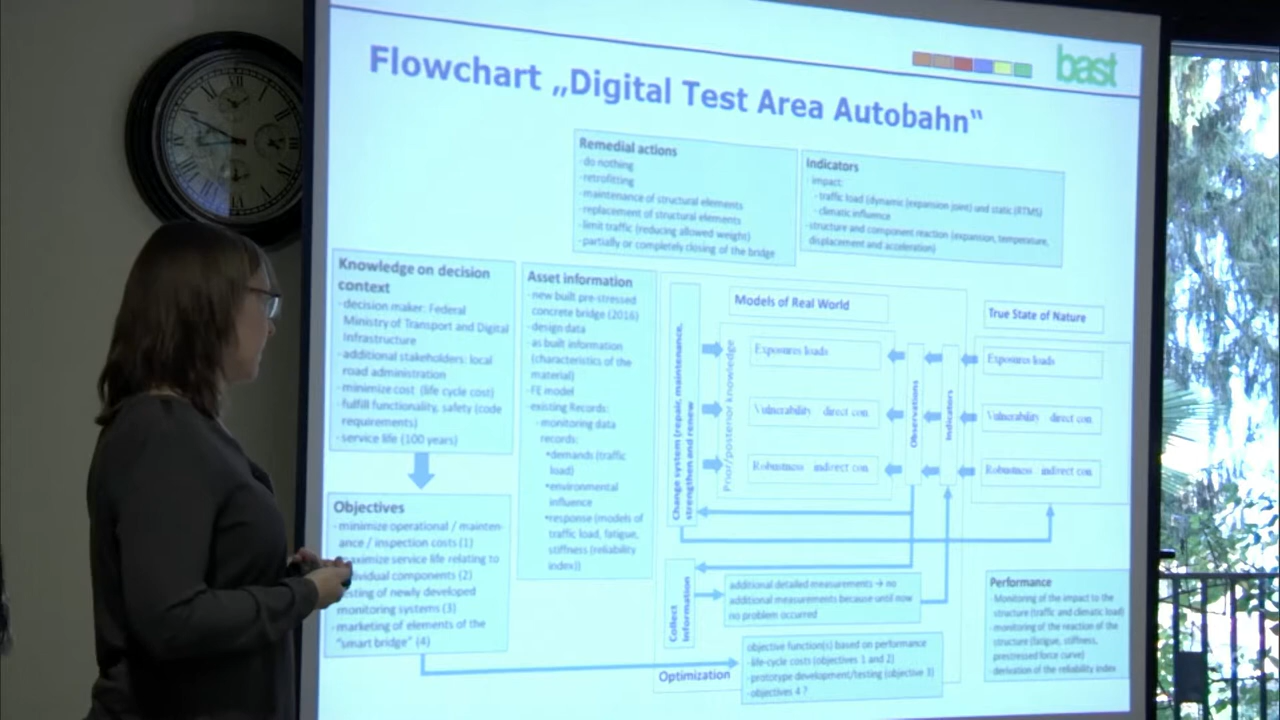 bast
Flowchart „Digital Test Area Autobahn“
Remedial actions
- do nothing
- retrofitting
- maintenance of structural elements
- replacement of structural elements
- limit traffic (reducing allowed weight)
- partially or completely closing of the bridge
Indicators
- impact:
- traffic load (dynamic (expansion joint) und static (RTMS)
- climatic influence
- structure and component reaction (expansion, temperature,
displacement and acceleration)
Knowledge on decision
context
- decision maker: Federal
Ministry of Transport and Digital
Infrastructure
- additional stakeholders: local
road administration
- minimize cost (life cycle cost)
- fulfill functionality, safety (code
requirements)
- service life (100 years)
Objectives
- minimize operational / mainten-
ance / inspection costs (1)
maximize service life relating to
individual components (2)
testing of newly developed
monitoring systems (3)
- marketing of elements of the
"smart bridge" (4)
Asset information
- new built pre-stressed
concrete bridge (2016)
- design data
- as built information
(characteristics of the
material)
- FE model
- existing Records:
- monitoring data
records:
•demands (traffic
load)
•environmental
influence
•response (models of
traffic load, fatigue,
stiffness (reliability
index))
Change system (repair, maintenance,
strengthen and renew
Prior/posterior knowledge
Models of Real World
Exposures loads
Vulnerability direct con
Robustness indirect con
Observations
Indicators
True State of Nature
Exposures loads
Vulnerability direct con
Robustness indirect con
Collect
information
additional detailed measurements → no
additional measurements because until now
no problem occurred
Optimization
objective function(s) based on performance
- life-cycle costs (objectives 1 and 2)
- prototype development/testing (objective 3)
- objectives 4 ?
Performance
- Monitoring of the impact to the
structure (traffic and climatic load)
- monitoring of the reaction of the
structure (fatigue, stiffness,
prestressed force curve)
derivation of the reliability index